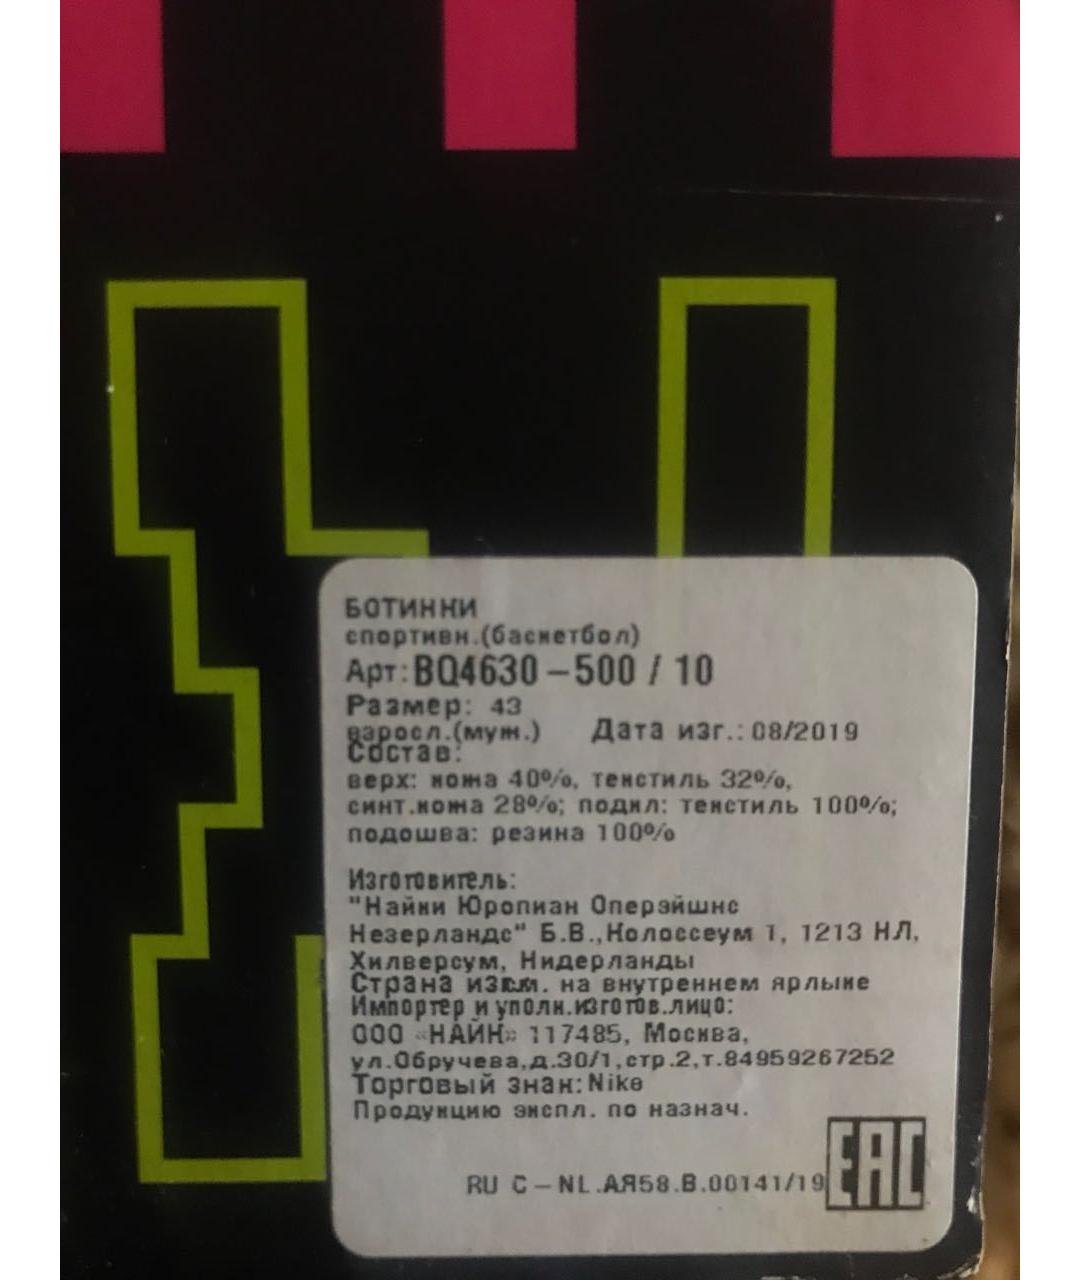 БОТИНКИ
спортивн.(баскетбол)
Арт:BQ4630-500 / 10
Размер: 43
взросл.(муж.) Дата изг.: 08/2019
Состав:
верх: кожа 40%, текстиль 32%,
синт.кожа 28%; подкл: текстиль 100%;
подошва: резина 100%
Изготовитель:
"Найки Юропиан Оперэйшнс
Незерландс" Б.В.,Колоссеум 1, 1213 НЛ,
Хилверсум, Нидерланды
Страна изгот. на внутреннем ярлыке
Импортер и уполн.изготов.лицо:
ООО «НАЙК» 117485, Москва,
ул.Обручева,д.30/1,стр.2,т.84959267252
Торговый знак:Nike
Продукцию экспл. по назнач.
RU C-NL.АЯ58.В.00141/19 EAC